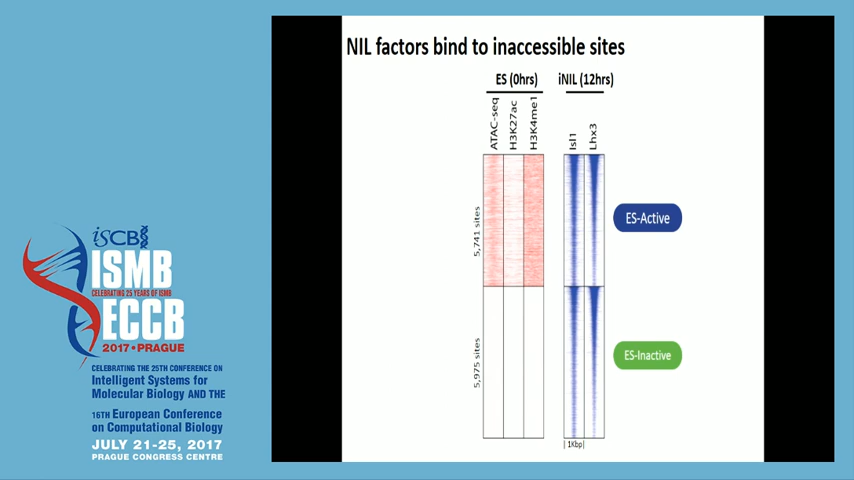 NIL factors bind to inaccessible sites
ES (0hrs)
iNIL (12hrs)
ATAC-seq
H3K27ac
H3K4me1
Isl1
Lhx3
5,741 sites
ES-Active
5,975 sites
ES-Inactive
1Kbp
isCB
ISMB
CELEBRATING 25 YEARS OF ISMB
ECCB
2017 • PRAGUE
CELEBRATING THE 25TH CONFERENCE ON
Intelligent Systems for
Molecular Biology AND THE
16TH European Conference
on Computational Biology
JULY 21-25, 2017
PRAGUE CONGRESS CENTRE